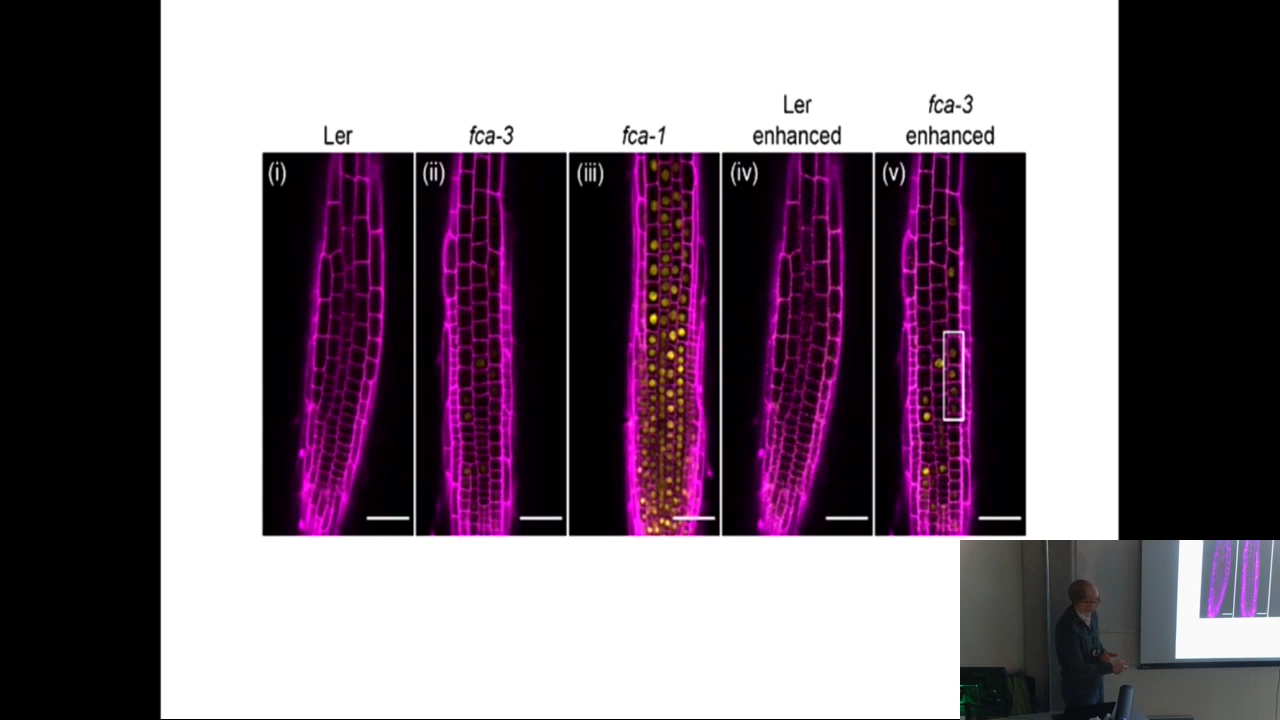 Ler
fca-3
fca-1
Ler
enhanced
fca-3
enhanced
(i)
(ii)
(iii)
(iv)
(v)